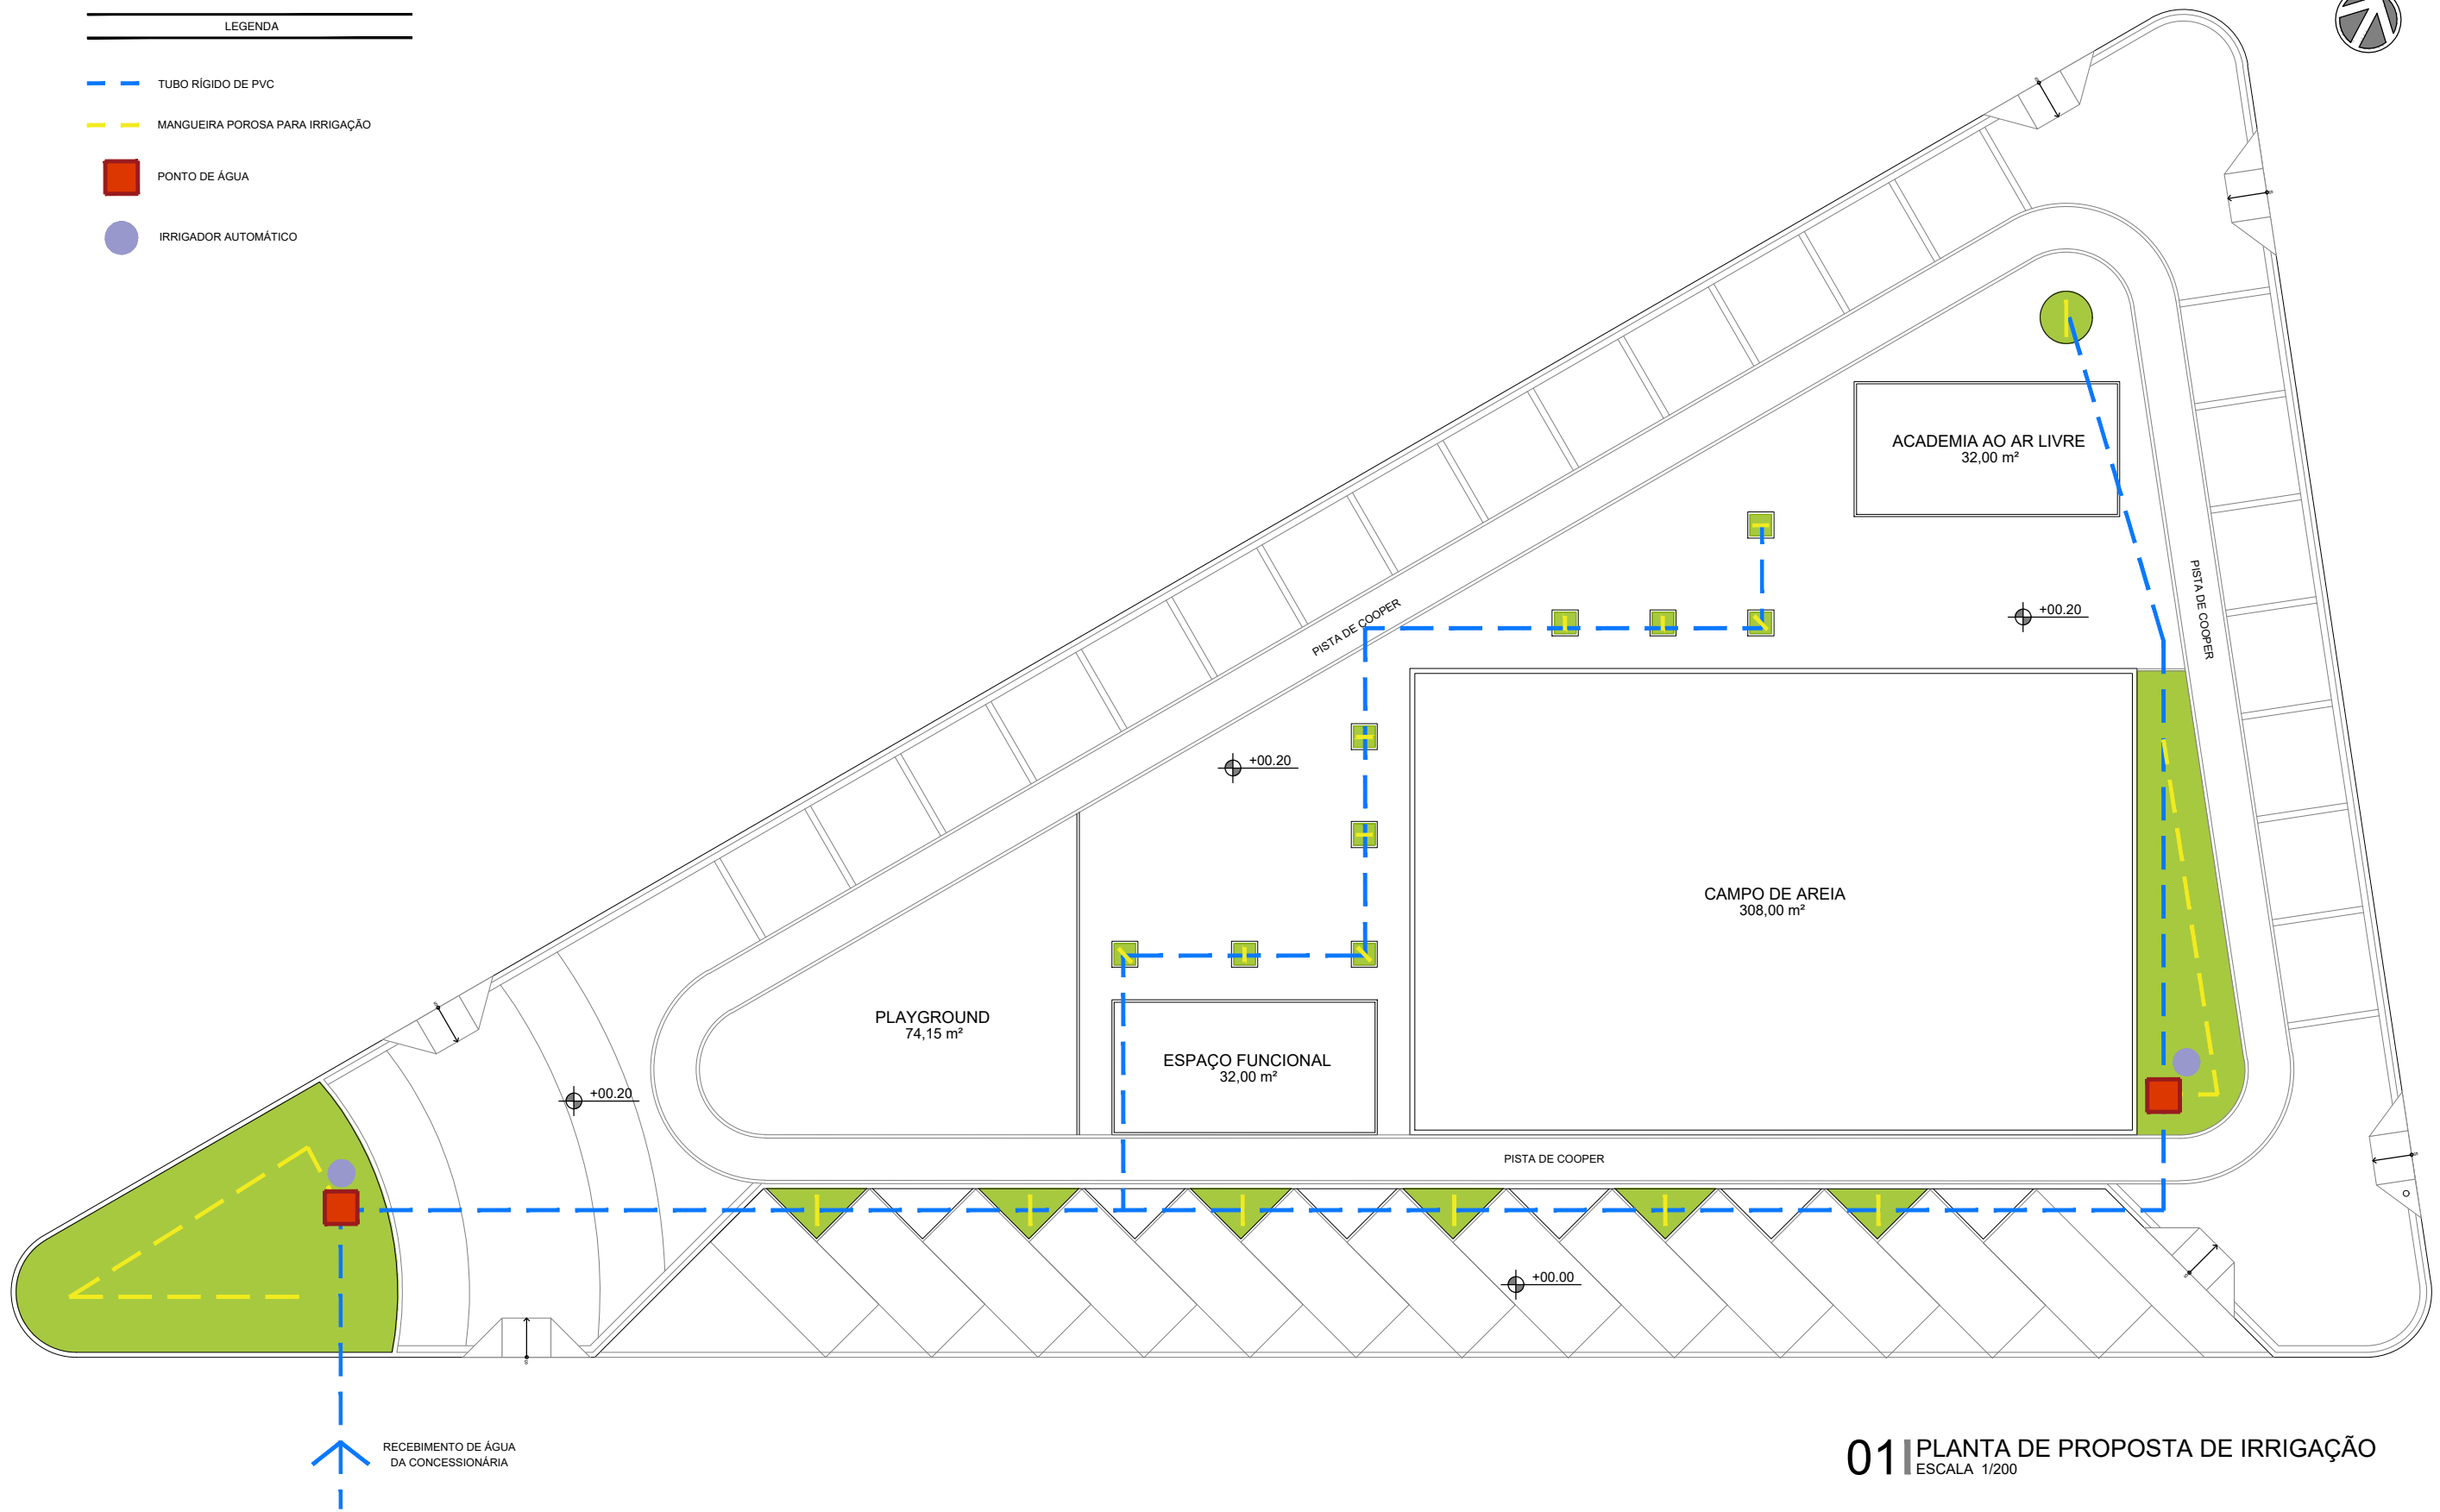 LEGENDA
TUBO RÍGIDO DE PVC
MANGUEIRA POROSA PARA IRRIGAÇÃO
PONTO DE ÁGUA
IRRIGADOR AUTOMÁTICO
ACADEMIA AO AR LIVRE
32,00 m²
PISTA DE COOPER
PISTA DE COOPER
+00.20
+00.20
CAMPO DE AREIA
308,00 m²
PLAYGROUND
74,15 m²
ESPAÇO FUNCIONAL
32,00 m²
+00.20
PISTA DE COOPER
+00.00
RECEBIMENTO DE ÁGUA
DA CONCESSIONÁRIA
01 PLANTA DE PROPOSTA DE IRRIGAÇÃO
ESCALA 1/200